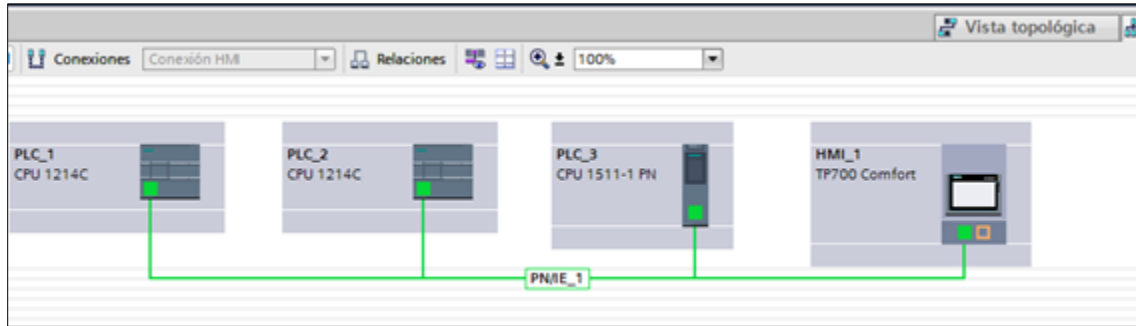 Vista topológica
Conexiones Conexión HMI Relaciones 100%
PLC_1
CPU 1214C
PLC_2
CPU 1214C
PLC_3
CPU 1511-1 PN
HMI_1
TP700 Comfort
PN/IE_1